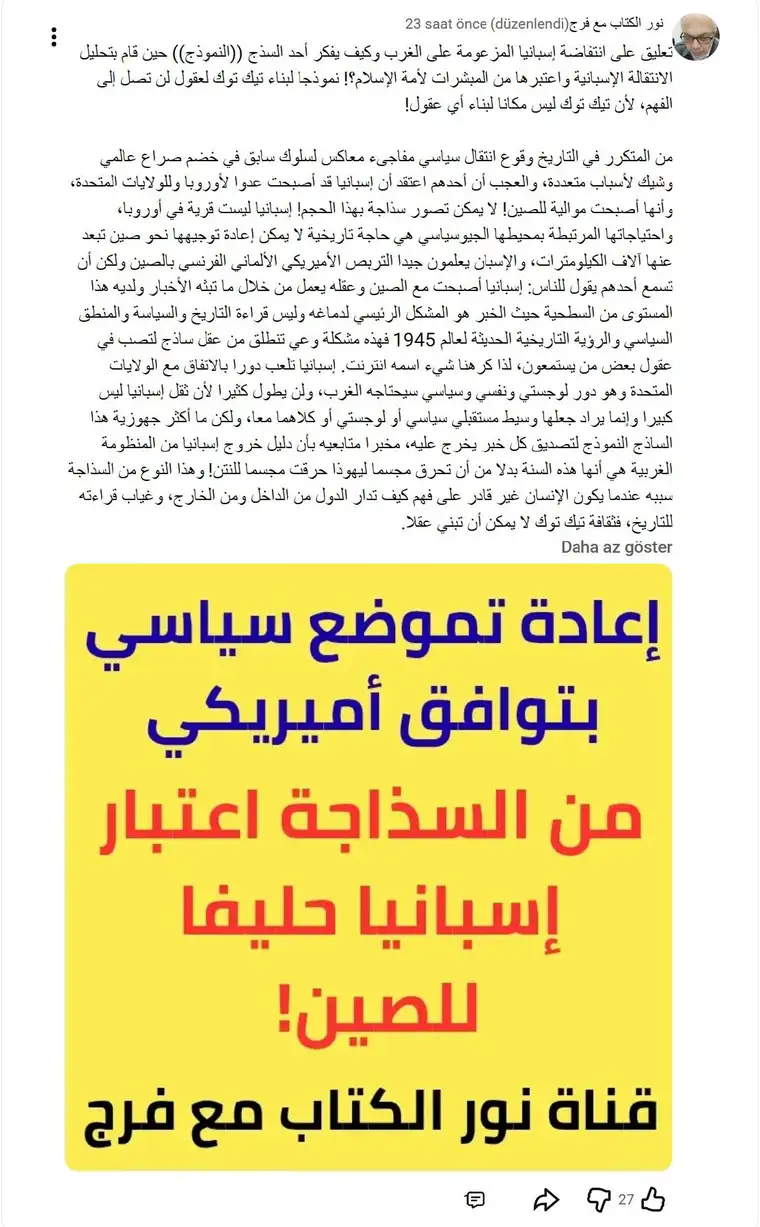 نور الكتاب مع فرج 23 saat önce (düzenlendi)
تعليق على انتفاضة إسبانيا المزعومة على الغرب وكيف يفكر أحد السذج ((النموذج)) حين قام بتحليل
الانتقالة الإسبانية واعتبرها من المبشرات لأمة الإسلام؟! نموذجا لبناء تيك توك لعقول لن تصل إلى
الفهم، لأن تيك توك ليس مكانا لبناء أي عقول!
من المتكرر في التاريخ وقوع انتقال سياسي مفاجىء معاكس لسلوك سابق في خضم صراع عالمي
وشيك لأسباب متعددة، والعجب أن أحدهم اعتقد أن إسبانيا قد أصبحت عدوا لأوروبا وللولايات المتحدة،
وأنها أصبحت موالية للصين! لا يمكن تصور سذاجة بهذا الحجم! إسبانيا ليست قرية في أوروبا،
واحتياجاتها المرتبطة بمحيطها الجيوسياسي هي حاجة تاريخية لا يمكن إعادة توجيهها نحو صين تبعد
عنها آلاف الكيلومترات، والإسبان يعلمون جيدا التربص الأميريكي الألماني الفرنسي بالصين ولكن أن
تسمع أحدهم يقول للناس: إسبانيا أصبحت مع الصين وعقله يعمل من خلال ما تبثه الأخبار ولديه هذا
المستوى من السطحية حيث الخبر هو المشكل الرئيسي لدماغه وليس قراءة التاريخ والسياسة والمنطق
السياسي والرؤية التاريخية الحديثة لعالم 1945 فهذه مشكلة وعي تنطلق من عقل ساذج لتصب في
عقول بعض من يستمعون، لذا كرهنا شيء اسمه انترنت. إسبانيا تلعب دورا بالاتفاق مع الولايات
المتحدة وهو دور لوجستي ونفسي وسياسي سيحتاجه الغرب، ولن يطول كثيرا لأن ثقل إسبانيا ليس
كبيرا وإنما يراد جعلها وسيط مستقبلي سياسي أو لوجستي أو كلاهما معا، ولكن ما أكثر جهوزية هذا
الساذج النموذج لتصديق كل خبر يخرج عليه، مخبرا متابعيه بأن دليل خروج إسبانيا من المنظومة
الغربية هي أنها هذه السنة بدلا من أن تحرق مجسما ليهوذا حرقت مجسما للنتن! وهذا النوع من السذاجة
سببه عندما يكون الإنسان غير قادر على فهم كيف تدار الدول من الداخل ومن الخارج، وغياب قراءته
للتاريخ، فثقافة تيك توك لا يمكن أن تبني عقلا.
Daha az göster
إعادة تموضع سياسي
بتوافق أميريكي
من السذاجة اعتبار
إسبانيا حليفا
للصين!
قناة نور الكتاب مع فرج
27